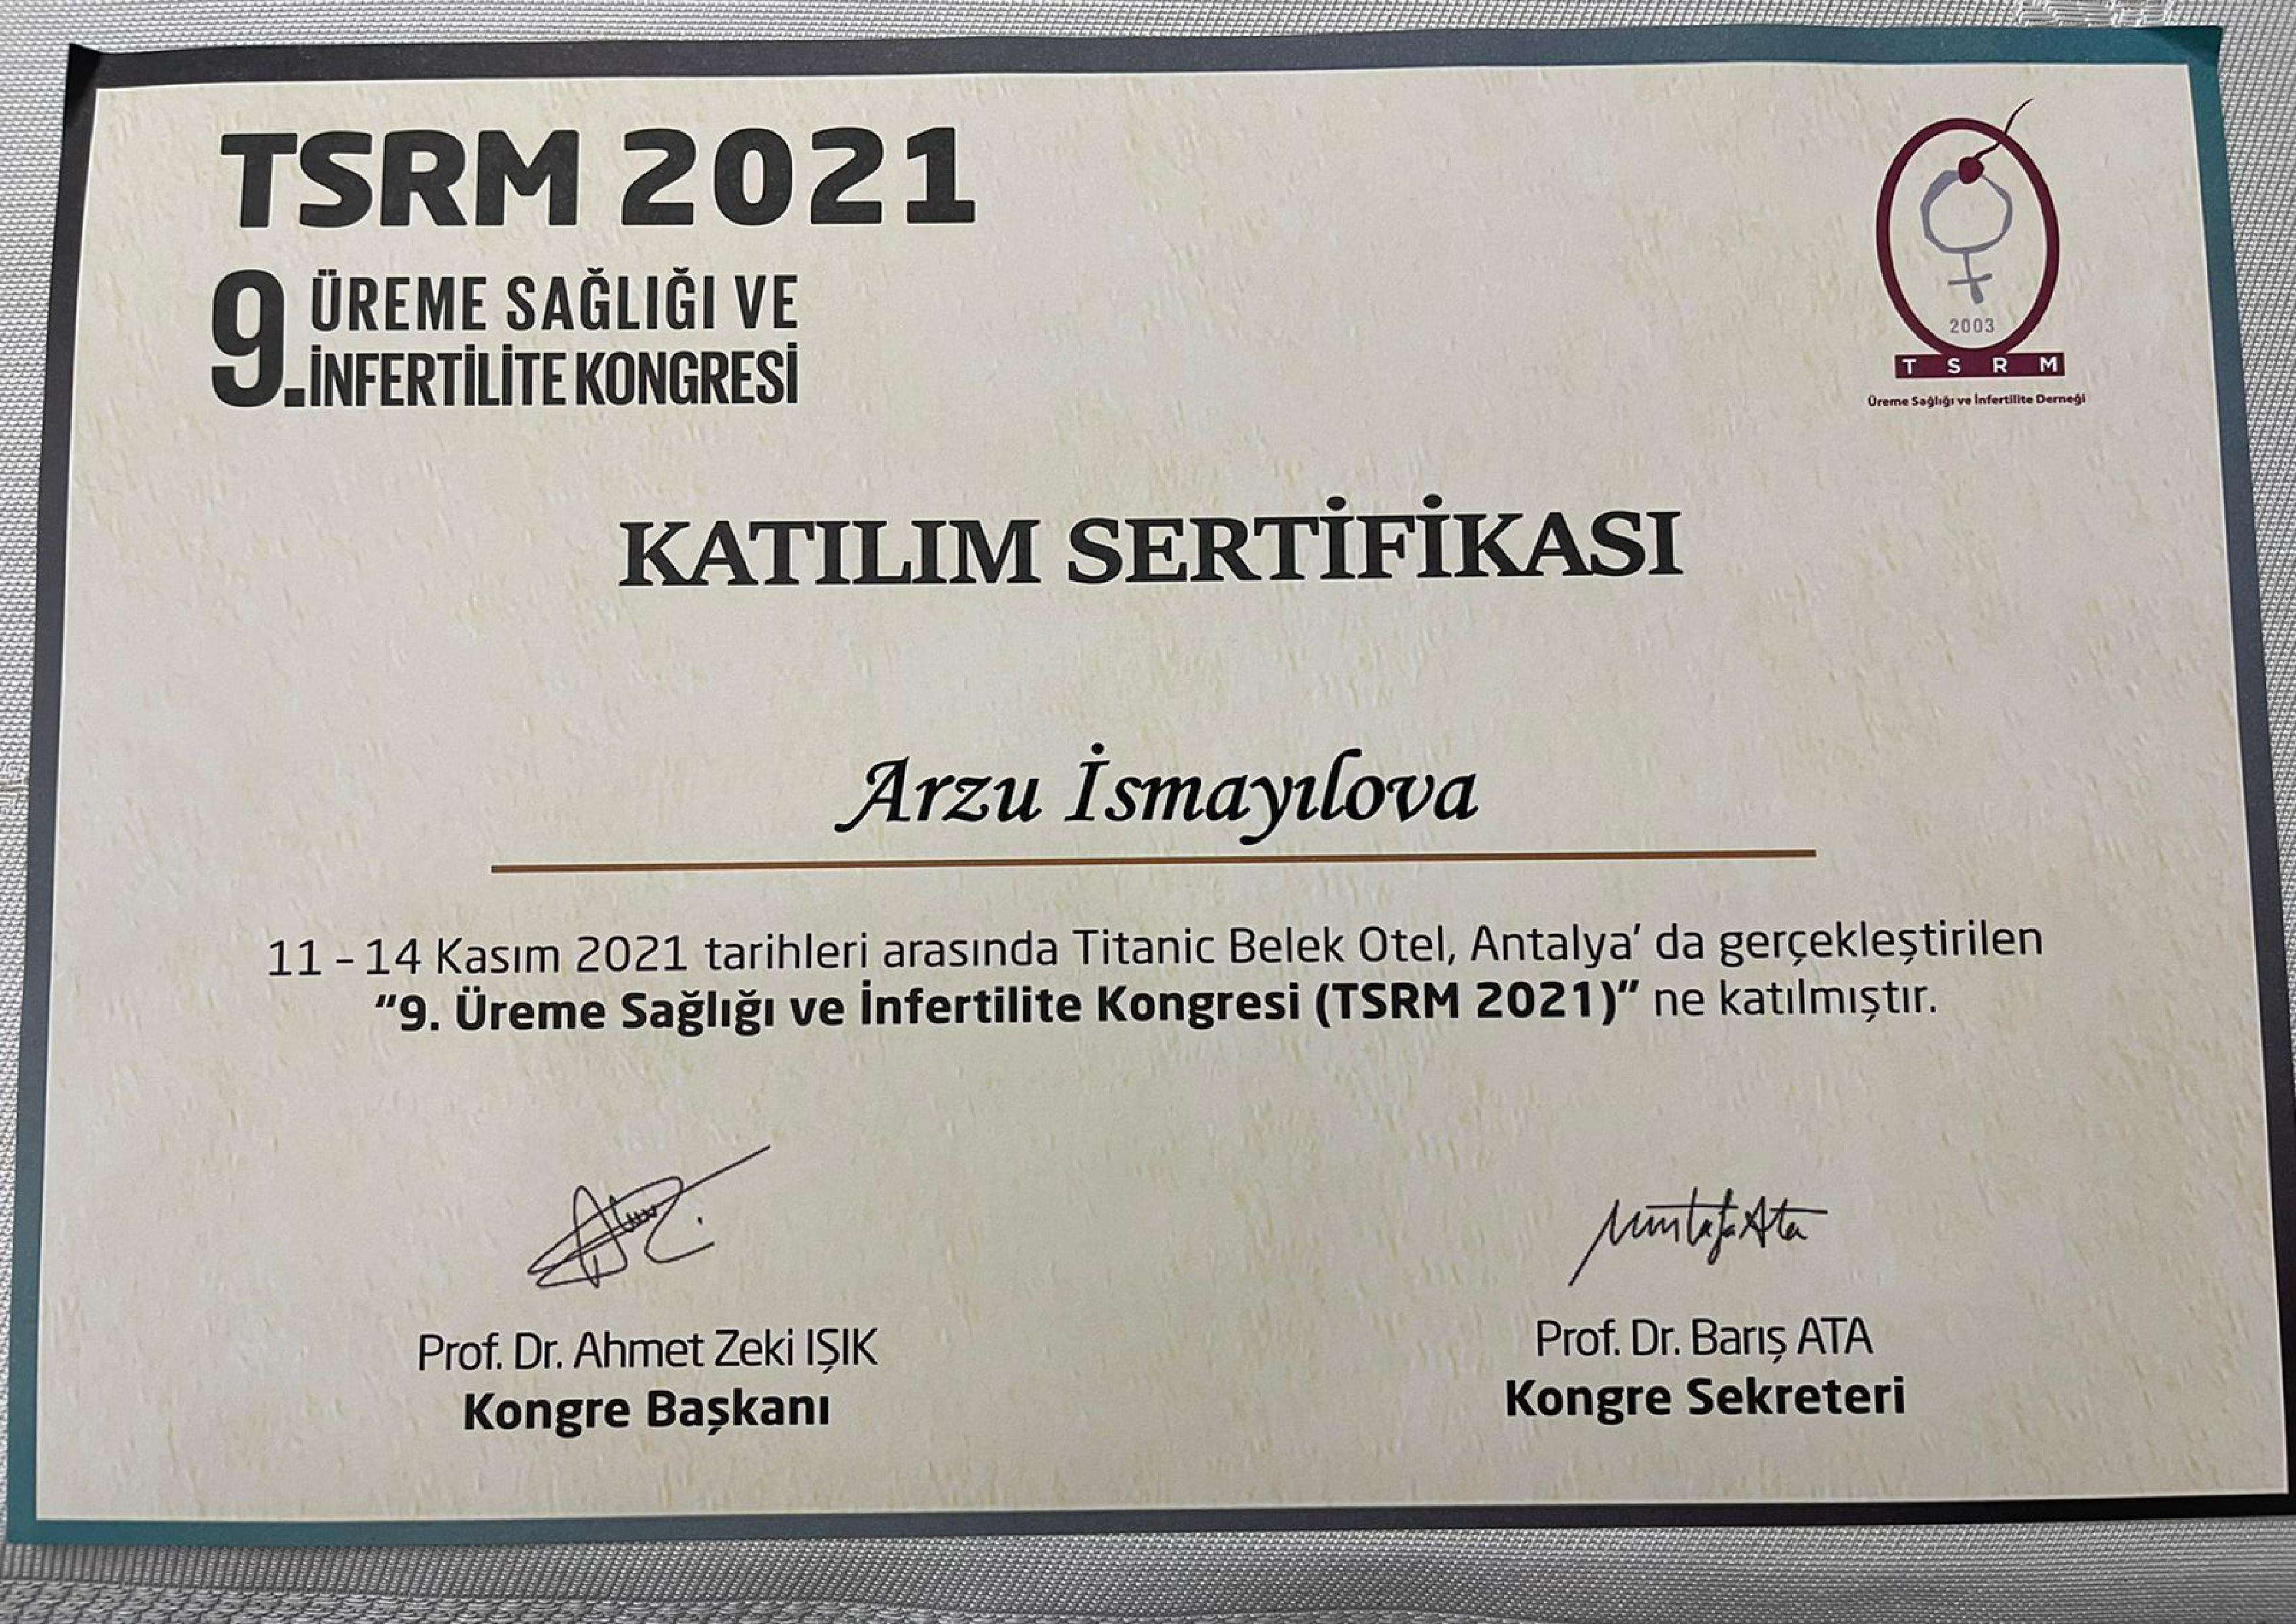 TSRM 2021
9. ÜREME SAĞLIĞI VE
İNFERTİLİTE KONGRESİ
2003
T S R M
Üreme Sağlığı ve İnfertilite Derneği
KATILIM SERTİFİKASI
Arzu İsmayılova
11 - 14 Kasım 2021 tarihleri arasında Titanic Belek Otel, Antalya' da gerçekleştirilen
"9. Üreme Sağlığı ve İnfertilite Kongresi (TSRM 2021)" ne katılmıştır.
Mustafa Ata
Prof. Dr. Ahmet Zeki IŞIK
Kongre Başkanı
Prof. Dr. Barış ATA
Kongre Sekreteri